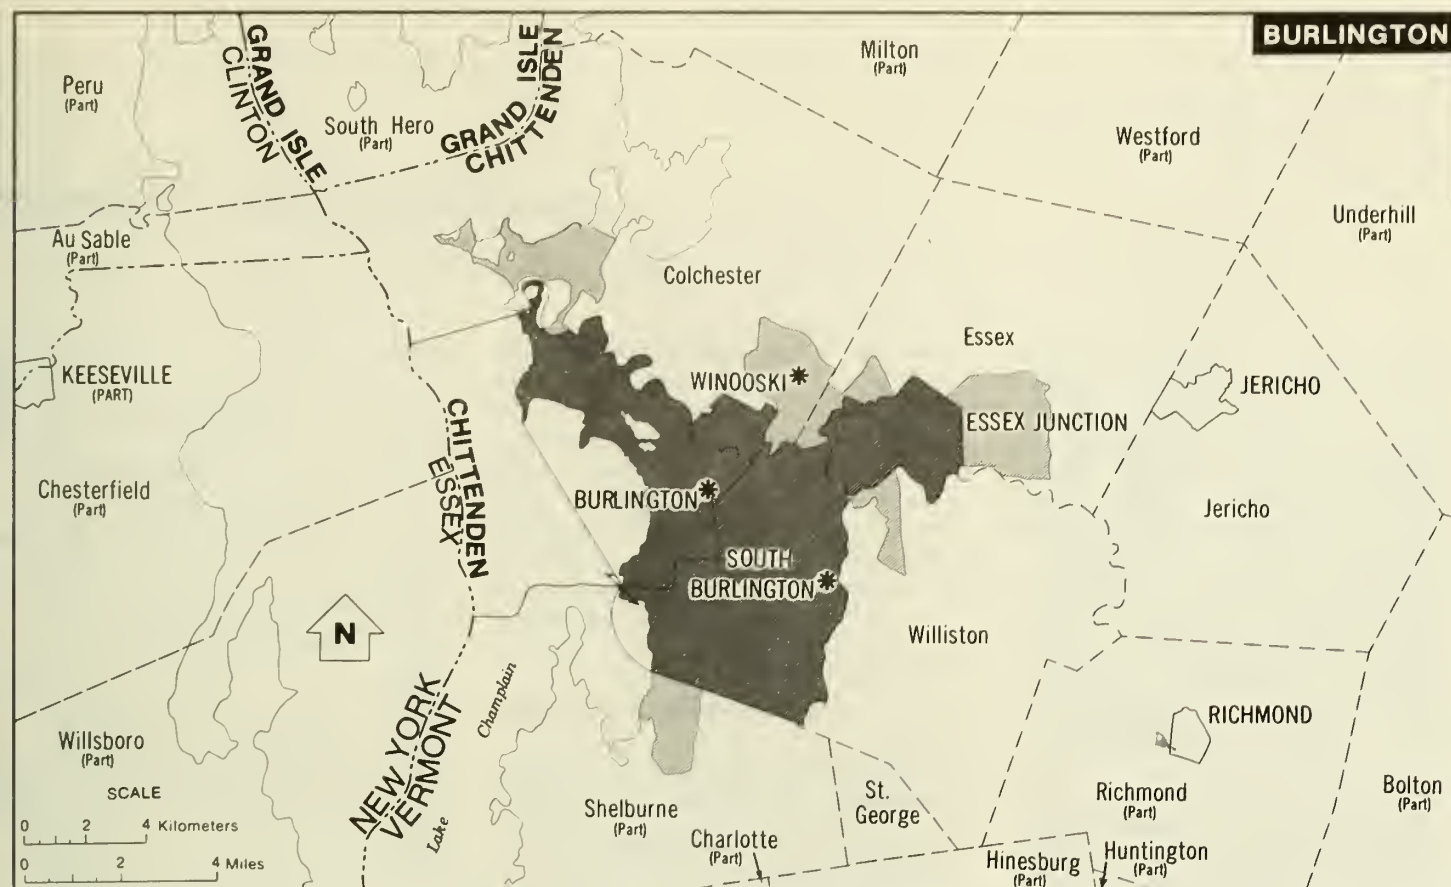 BURLINGTON
GRAND ISLE
CLINTON
GRAND ISLE
CHITTENDEN
Milton
(Part)
Peru
(Part)
South Hero
(Part)
Westford
(Part)
Underhill
(Part)
Au Sable
(Part)
Colchester
Essex
KEESEVILLE
(PART)
WINOOSKI
JERICHO
ESSEX JUNCTION
CHITTENDEN
ESSEX
Chesterfield
(Part)
BURLINGTON
Jericho
SOUTH
BURLINGTON
N
Williston
NEW YORK
VERMONT
Lake Champlain
RICHMOND
Willsboro
(Part)
SCALE
0 2 4 Kilometers
0 2 4 Miles
Shelburne
(Part)
St.
George
Richmond
(Part)
Bolton
(Part)
Charlotte
(Part)
Hinesburg
(Part)
Huntington
(Part)